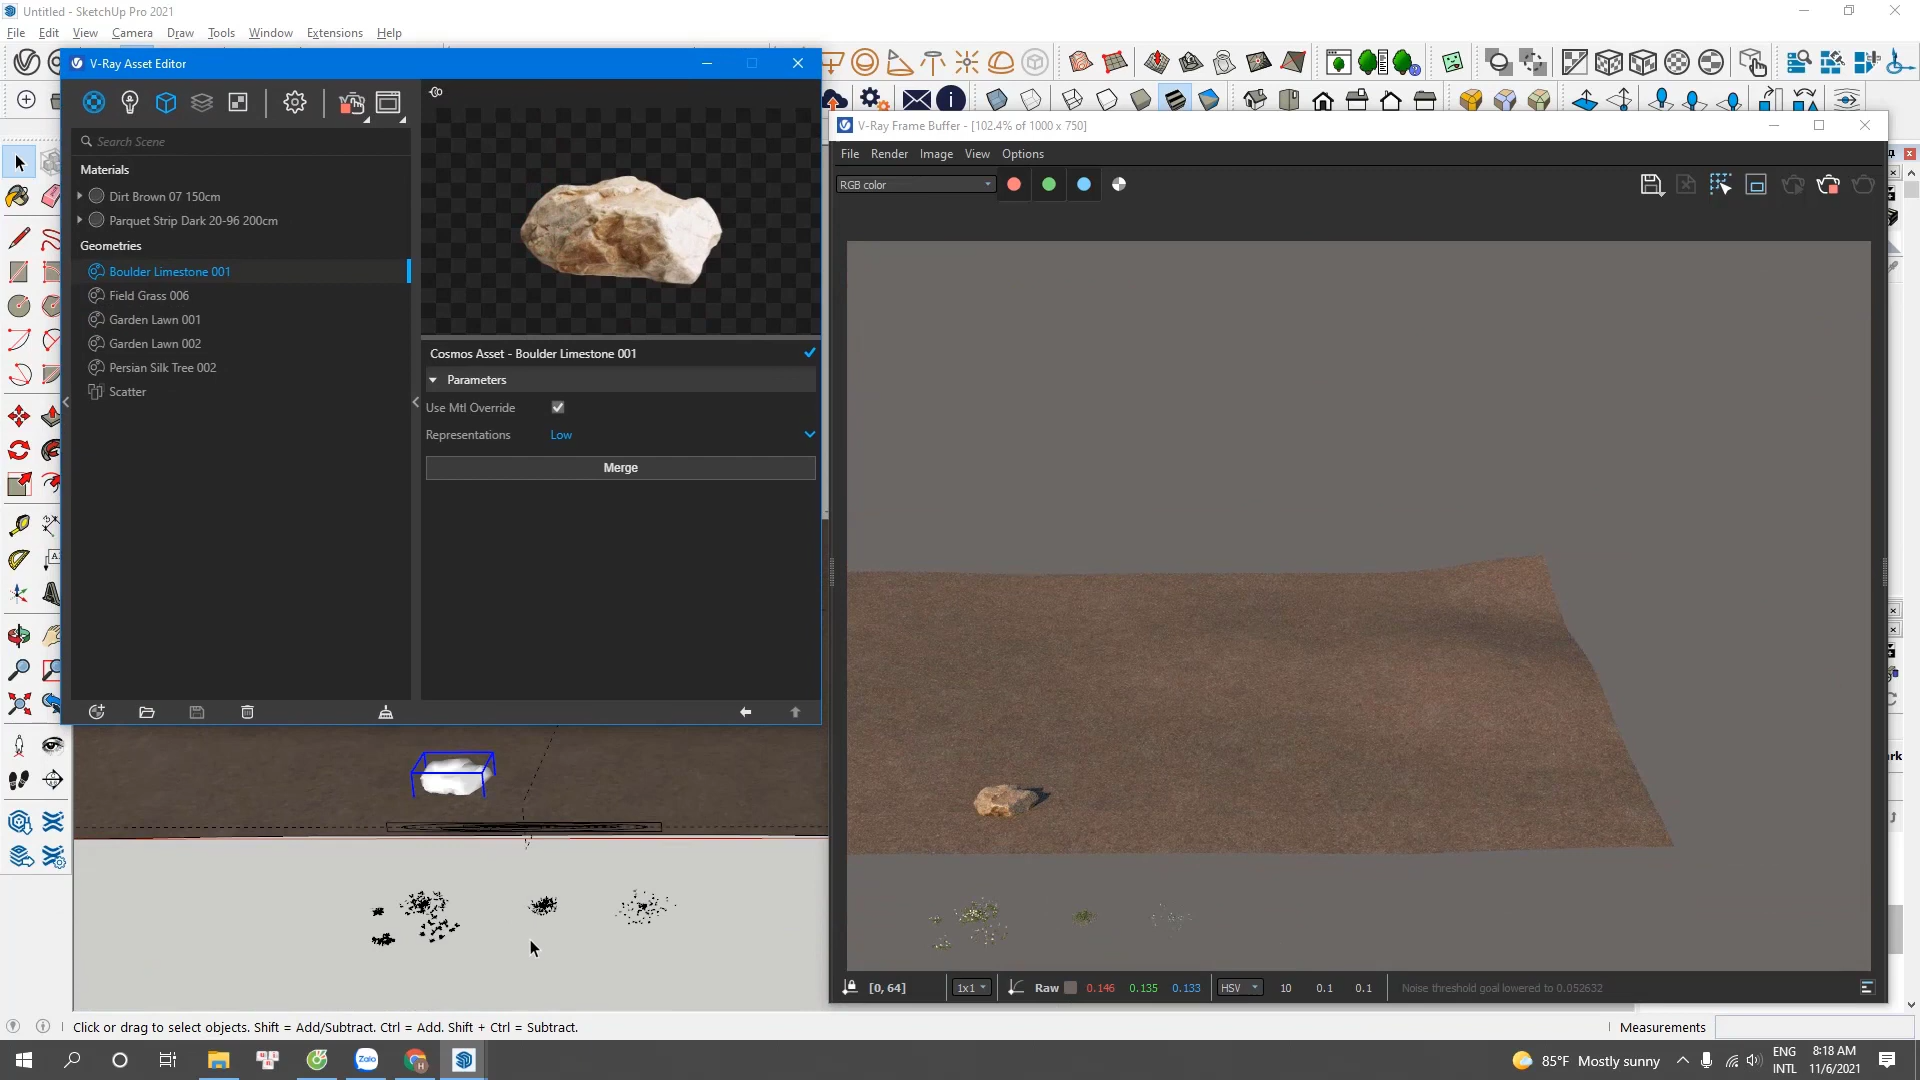 Untitled - SketchUp Pro 2021
File Edit View Camera Draw Tools Window Extensions Help
V-Ray Asset Editor
Search Scene
Materials
Dirt Brown 07 150cm
Parquet Strip Dark 20-96 200cm
Geometries
Boulder Limestone 001
Field Grass 006
Garden Lawn 001
Garden Lawn 002
Persian Silk Tree 002
Scatter
Cosmos Asset - Boulder Limestone 001
Parameters
Use Mtl Override
Representations Low
Merge
V-Ray Frame Buffer - [102.4% of 1000 x 750]
File Render Image View Options
RGB color
[0, 64] 1x1 Raw 0.146 0.135 0.133 HSV 10 0.1 0.1 Noise threshold goal lowered to 0.052632
ark
Click or drag to select objects. Shift = Add/Subtract. Ctrl = Add. Shift + Ctrl = Subtract.
Measurements
Zalo
85°F Mostly sunny
ENG
INTL
8:18 AM
11/6/2021